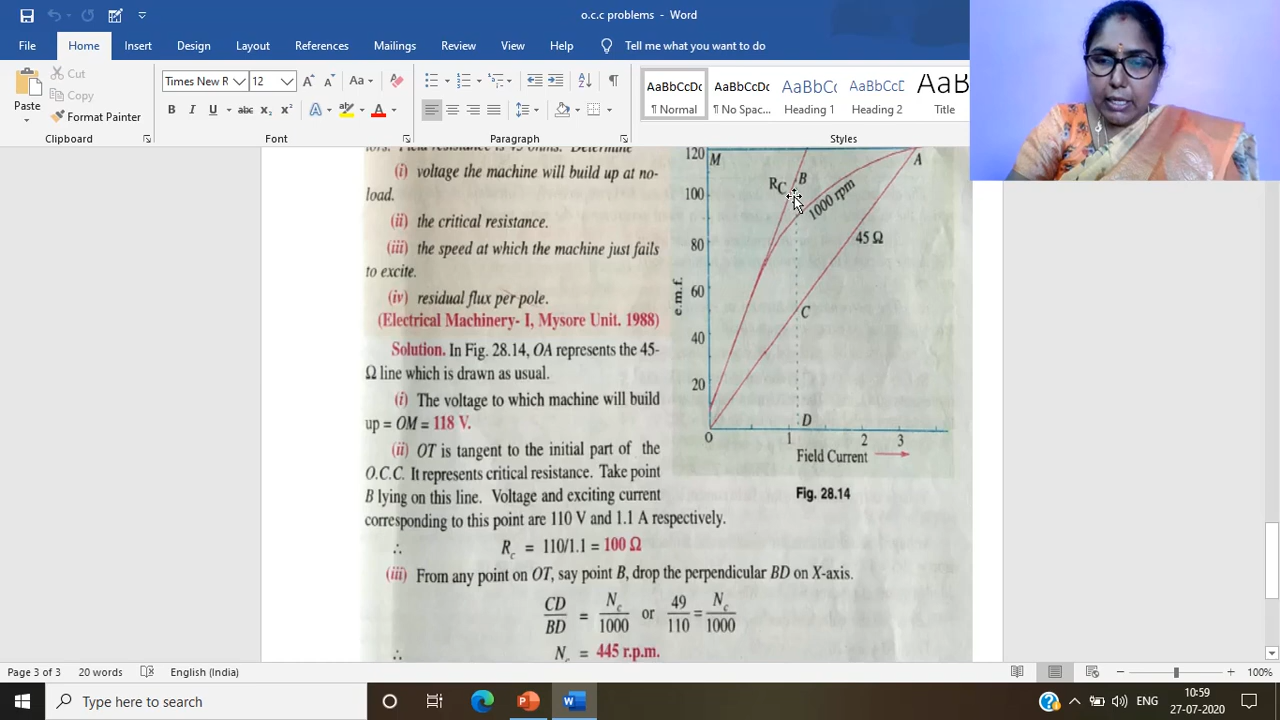 o.c.c problems - Word
File Home Insert Design Layout References Mailings Review View Help Tell me what you want to do
Paste
Cut
Copy
Format Painter
Times New R 12
AaBbCcDc AaBbCcDc AaBbC AaBbCcD AaB
¶ Normal ¶ No Spac... Heading 1 Heading 2 Title
Clipboard Font Paragraph Styles
(i) voltage the machine will build up at no-
load.
(ii) the critical resistance.
(iii) the speed at which the machine just fails
to excite.
(iv) residual flux per pole.
(Electrical Machinery- I, Mysore Unit. 1988)
Solution. In Fig. 28.14, OA represents the 45-
Ω line which is drawn as usual.
(i) The voltage to which machine will build
up = OM = 118 V.
(ii) OT is tangent to the initial part of the
O.C.C. It represents critical resistance. Take point
B lying on this line. Voltage and exciting current
corresponding to this point are 110 V and 1.1 A respectively.
∴ Rc = 110/1.1 = 100 Ω
(iii) From any point on OT, say point B, drop the perpendicular BD on X-axis.
CD/BD = Nc/1000 or 49/110 = Nc/1000
∴ Nc = 445 r.p.m.
120 M A
RC B
100 1000 rpm
80 45 Ω
e.m.f.
60 C
40
20
D
0 1 2 3
Field Current
Fig. 28.14
Page 3 of 3 20 words English (India) 100%
Type here to search
ENG
10:59
27-07-2020